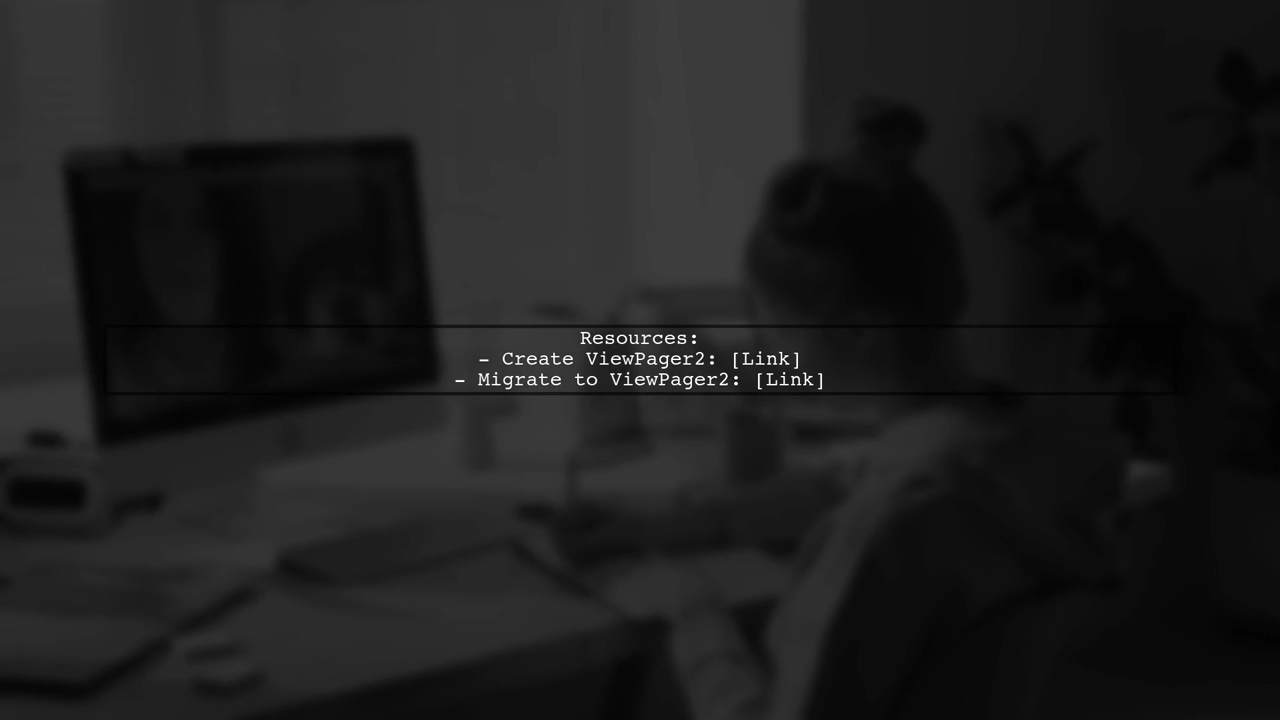 Resources:
- Create ViewPager2: [Link]
- Migrate to ViewPager2: [Link]